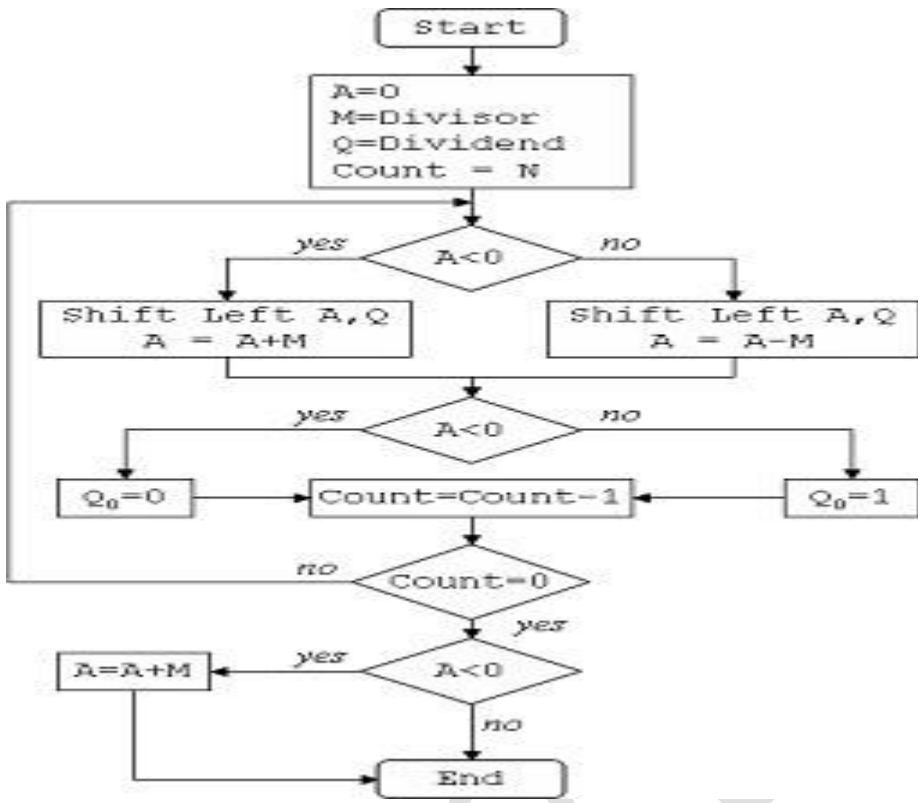 Start
A=0
M=Divisor
Q=Dividend
Count = N
yes
A<0
no
Shift Left A,Q
A = A+M
Shift Left A,Q
A = A-M
yes
A<0
no
Q₀=0
Count=Count-1
Q₀=1
no
Count=0
yes
A=A+M
yes
A<0
no
End